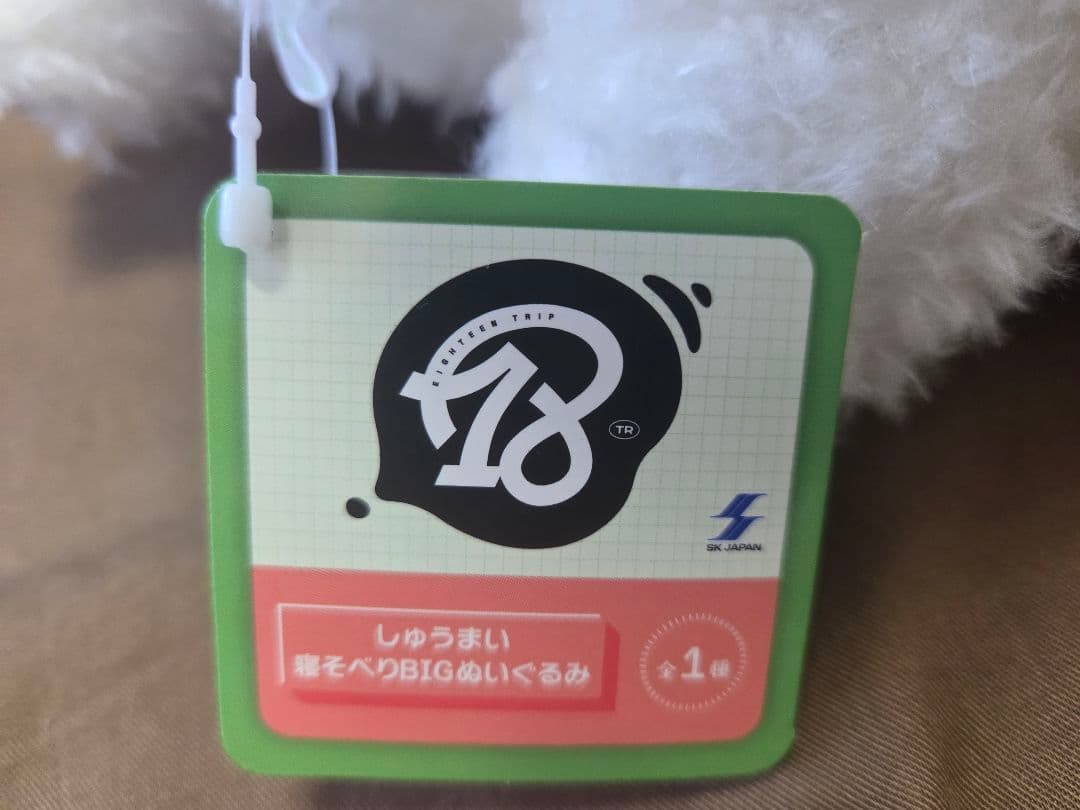 EIGHTEEN TRIP
18
TR
SK JAPAN
しゅうまい
寝そべりBIGぬいぐるみ
全1種